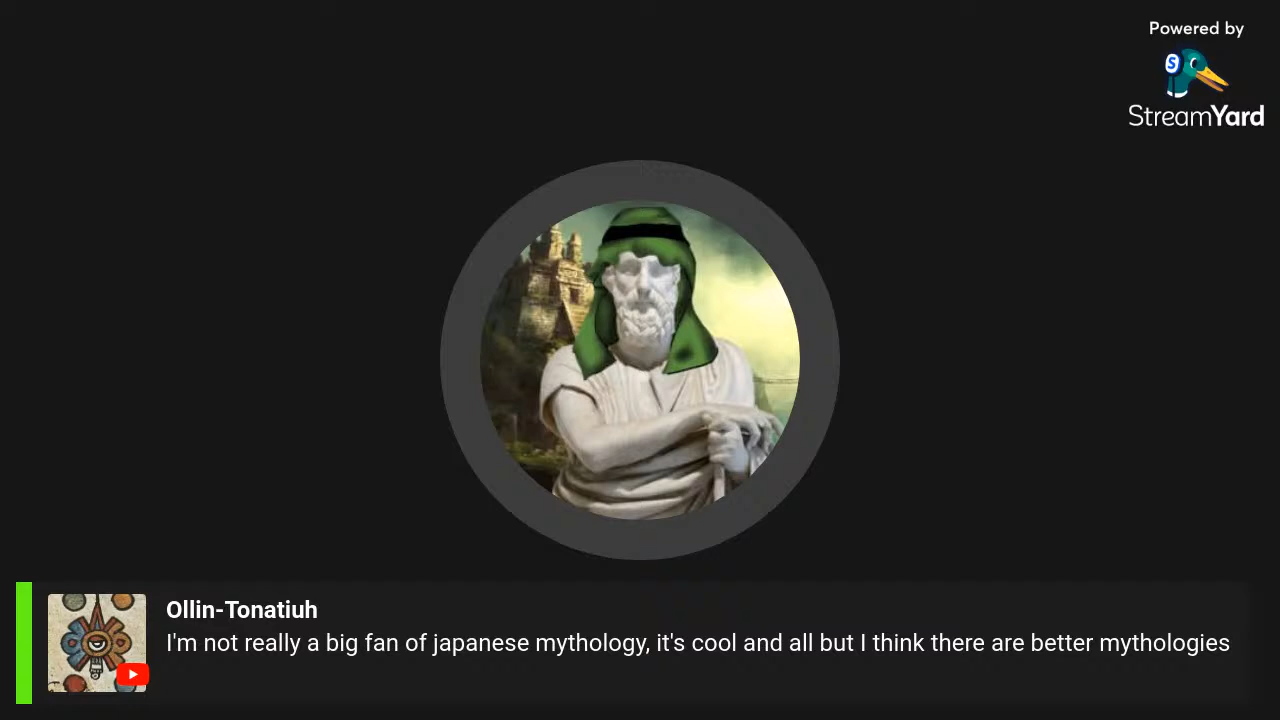 Powered by
S
StreamYard
Ollin-Tonatiuh
I'm not really a big fan of japanese mythology, it's cool and all but I think there are better mythologies